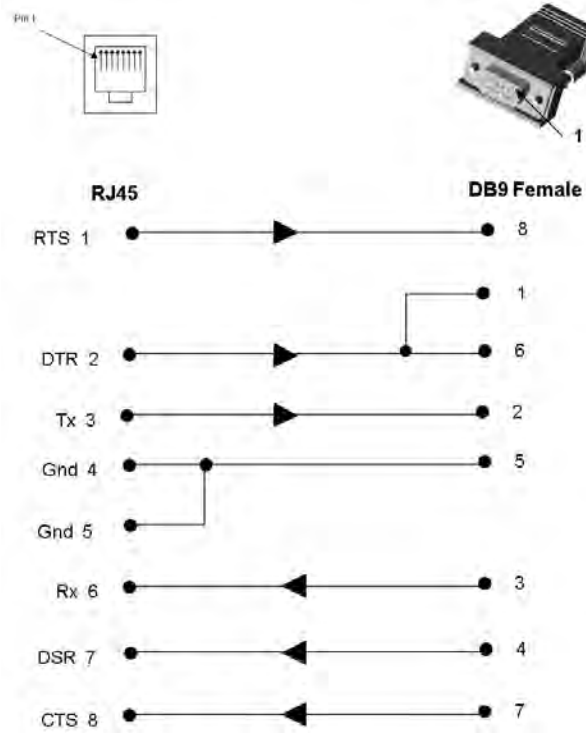 Pin 1
1
RJ45 DB9 Female
RTS 1 8
1
DTR 2 6
Tx 3 2
Gnd 4 5
Gnd 5
Rx 6 3
DSR 7 4
CTS 8 7